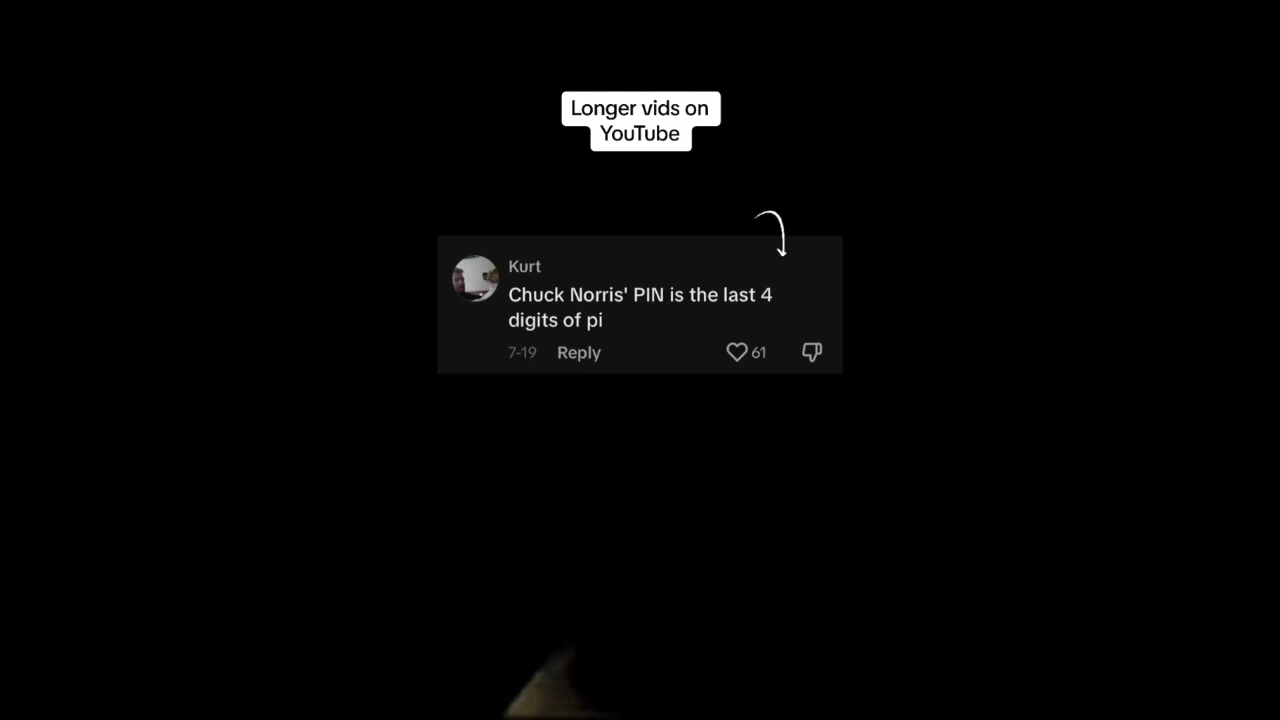 Longer vids on
YouTube
Kurt
Chuck Norris' PIN is the last 4
digits of pi
7-19 Reply 61